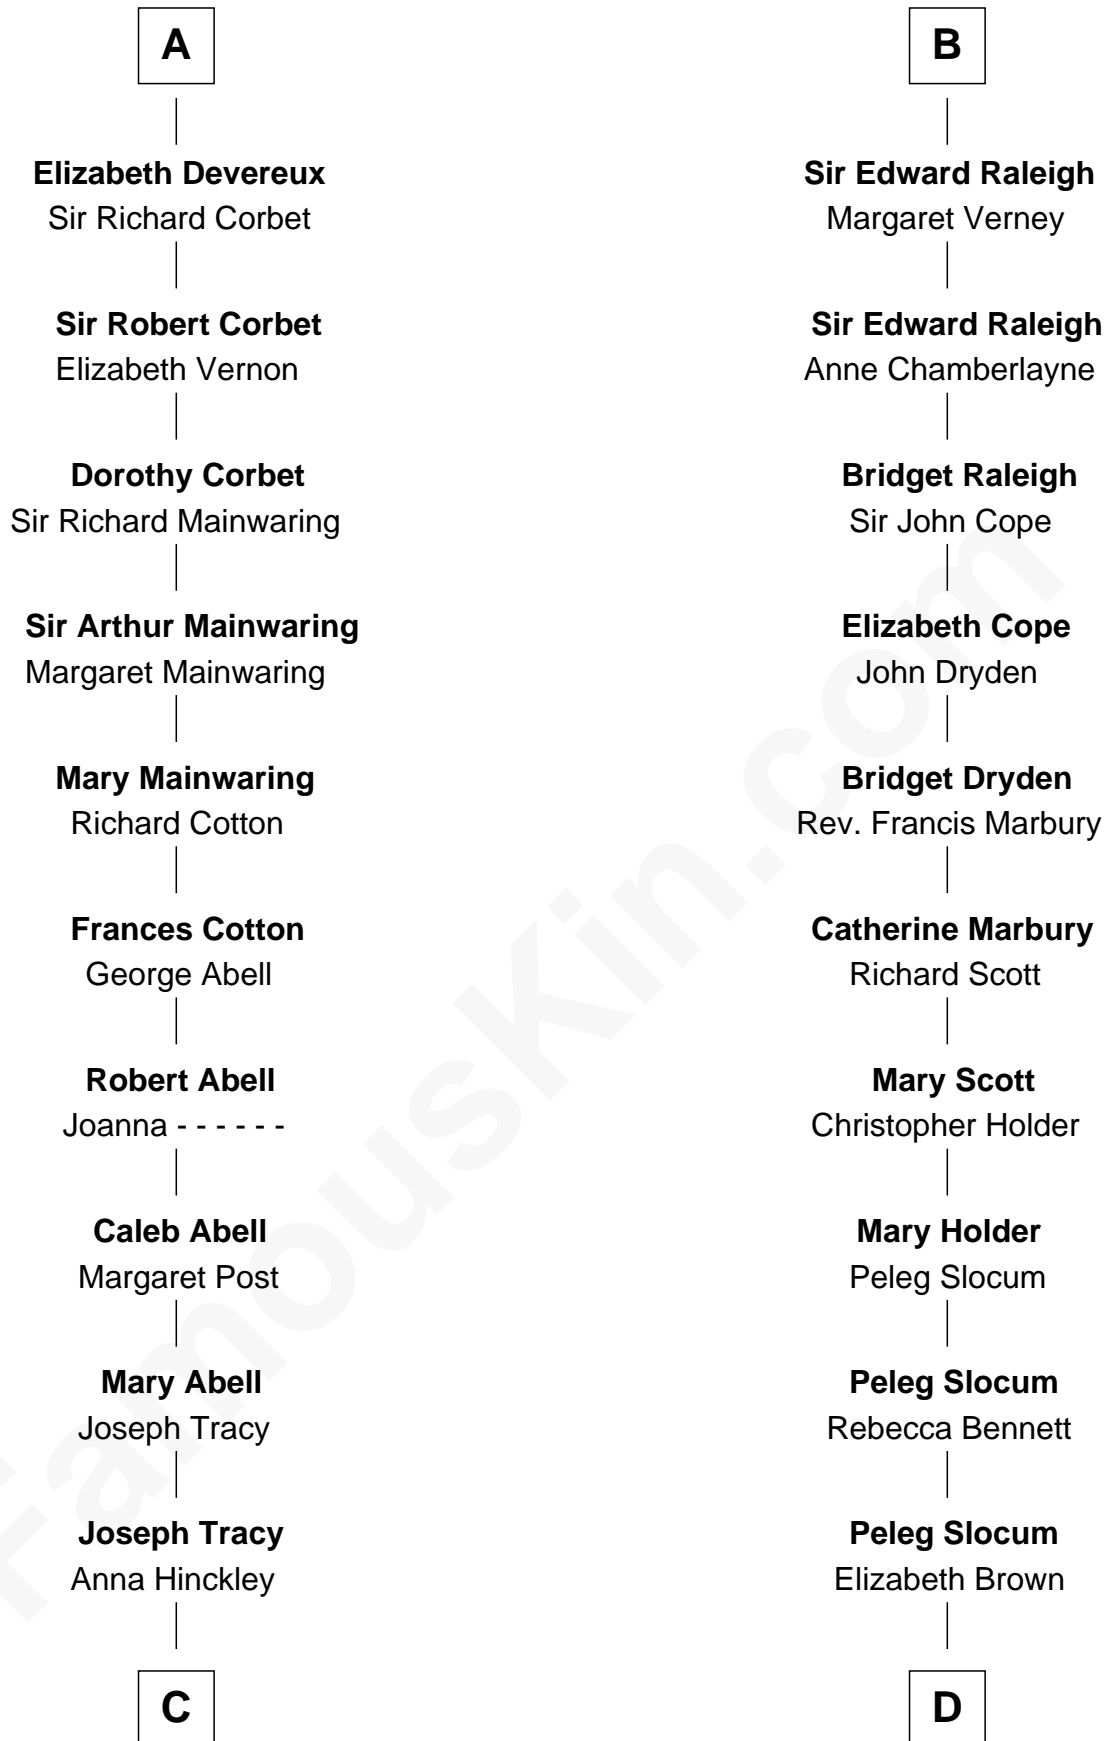 A
Elizabeth Devereux
Sir Richard Corbet
Sir Robert Corbet
Elizabeth Vernon
Dorothy Corbet
Sir Richard Mainwaring
Sir Arthur Mainwaring
Margaret Mainwaring
Mary Mainwaring
Richard Cotton
Frances Cotton
George Abell
Robert Abell
Joanna - - - - - -
Caleb Abell
Margaret Post
Mary Abell
Joseph Tracy
Joseph Tracy
Anna Hinckley
C
B
Sir Edward Raleigh
Margaret Verney
Sir Edward Raleigh
Anne Chamberlayne
Bridget Raleigh
Sir John Cope
Elizabeth Cope
John Dryden
Bridget Dryden
Rev. Francis Marbury
Catherine Marbury
Richard Scott
Mary Scott
Christopher Holder
Mary Holder
Peleg Slocum
Peleg Slocum
Rebecca Bennett
Peleg Slocum
Elizabeth Brown
D
FamousKin.com